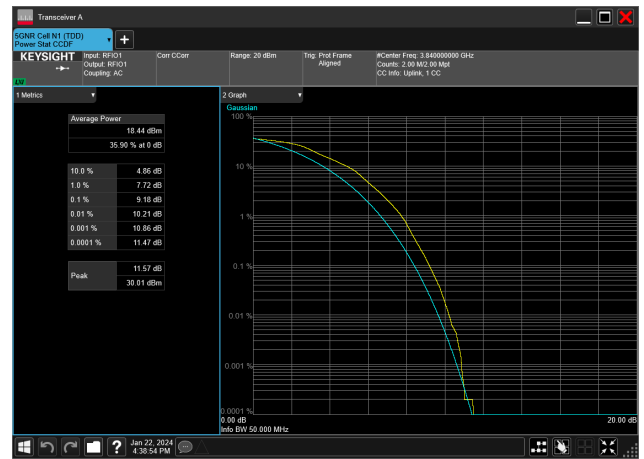 Transceiver A
5GNR Cell N1 (TDD)
Power Stat CCDF
KEYSIGHT
LXI
Input: RFIO1
Output: RFIO1
Coupling: AC
Corr CCorr
Range: 20 dBm
Trig: Prot Frame
Aligned
#Center Freq: 3.840000000 GHz
Counts: 2.00 M/2.00 Mpt
CC Info: Uplink, 1 CC
1 Metrics
Average Power
18.44 dBm
35.90 % at 0 dB
10.0 % 4.86 dB
1.0 % 7.72 dB
0.1 % 9.18 dB
0.01 % 10.21 dB
0.001 % 10.86 dB
0.0001 % 11.47 dB
Peak
11.57 dB
30.01 dBm
2 Graph
Gaussian
100 %
10 %
1 %
0.1 %
0.01 %
0.001 %
0.0001 %
0.00 dB 20.00 dB
Info BW 50.000 MHz
Jan 22, 2024
4:38:54 PM